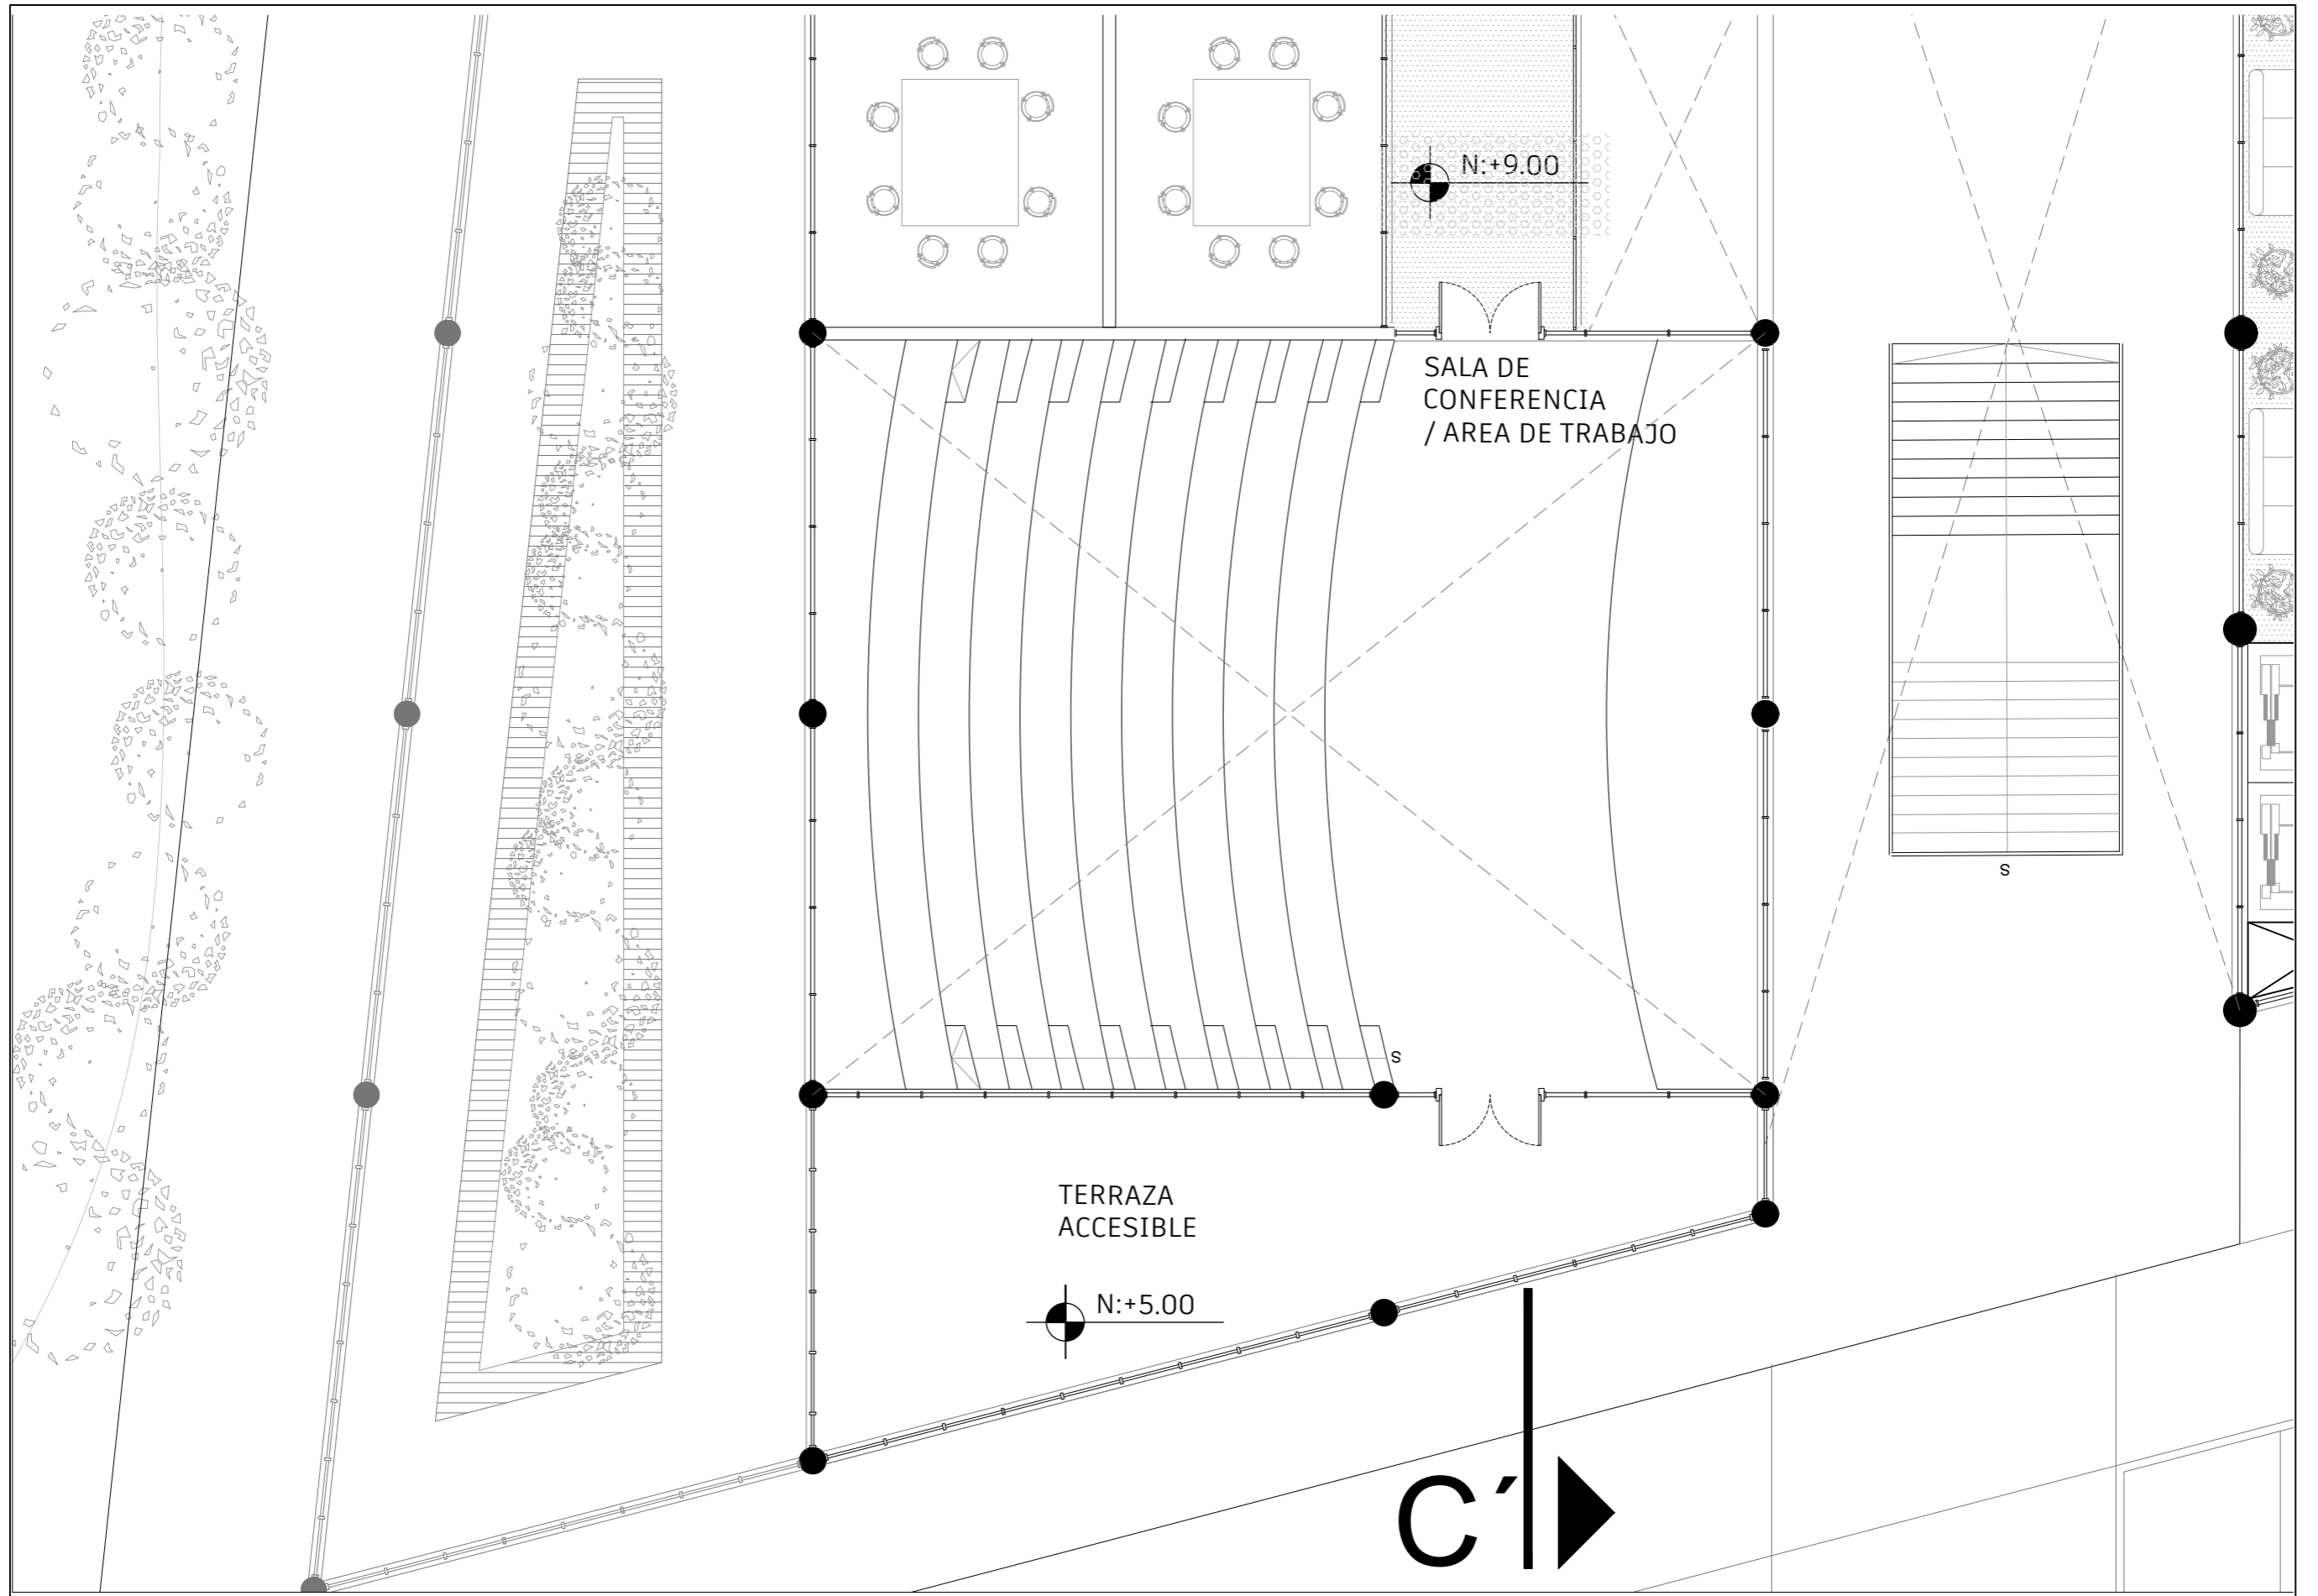 N:+9.00
SALA DE
CONFERENCIA
/ AREA DE TRABAJO
S
S
TERRAZA
ACCESIBLE
N:+5.00
C´